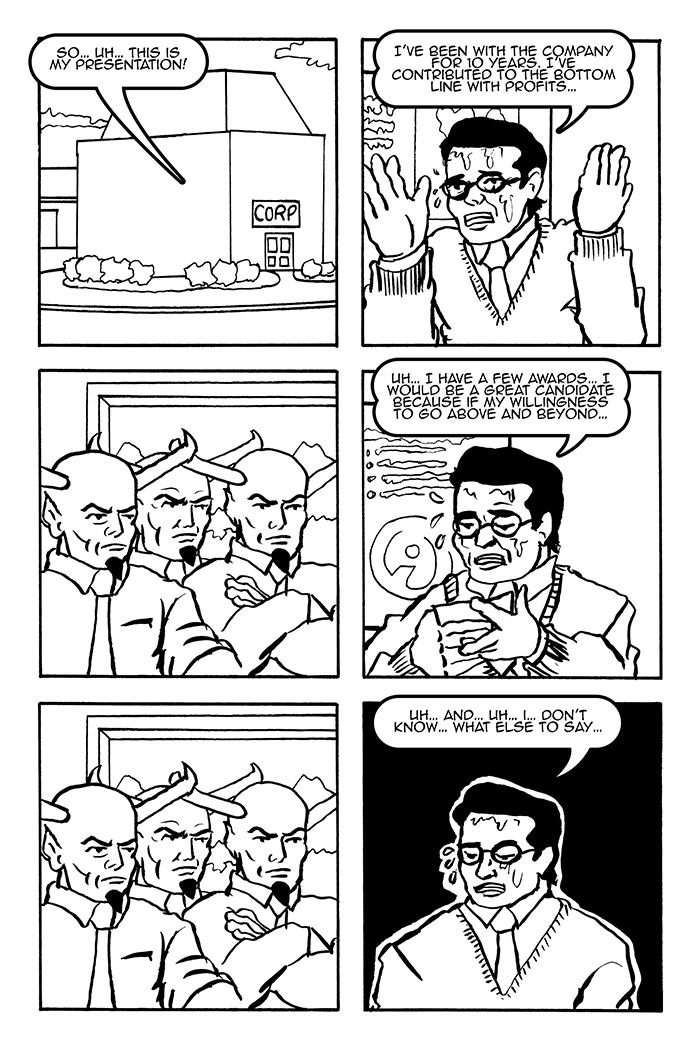 SO... UH... THIS IS
MY PRESENTATION!
CORP
I'VE BEEN WITH THE COMPANY
FOR 10 YEARS. I'VE
CONTRIBUTED TO THE BOTTOM
LINE WITH PROFITS...
UH... I HAVE A FEW AWARDS... I
WOULD BE A GREAT CANDIDATE
BECAUSE IF MY WILLINGNESS
TO GO ABOVE AND BEYOND...
UH... AND... UH... I... DON'T
KNOW... WHAT ELSE TO SAY...